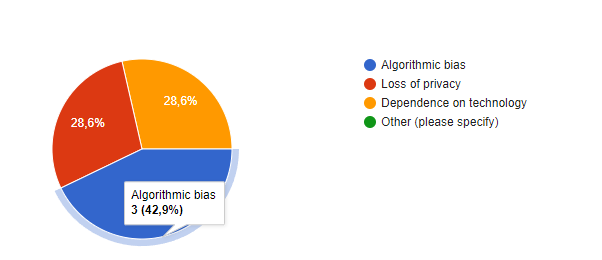 28,6%
28,6%
Algorithmic bias
3 (42,9%)
Algorithmic bias
Loss of privacy
Dependence on technology
Other (please specify)